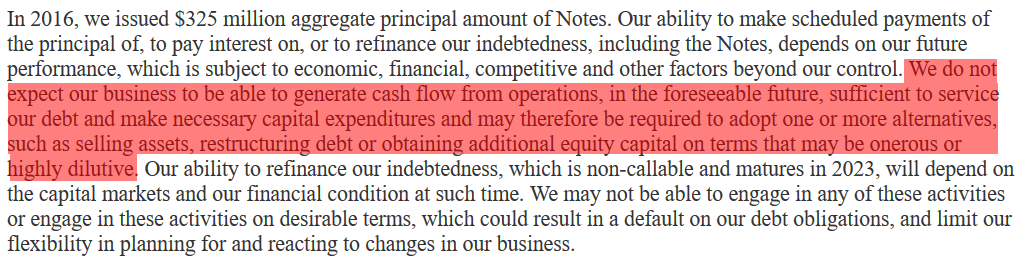 In 2016, we issued $325 million aggregate principal amount of Notes. Our ability to make scheduled payments of
the principal of, to pay interest on, or to refinance our indebtedness, including the Notes, depends on our future
performance, which is subject to economic, financial, competitive and other factors beyond our control. We do not
expect our business to be able to generate cash flow from operations, in the foreseeable future, sufficient to service
our debt and make necessary capital expenditures and may therefore be required to adopt one or more alternatives,
such as selling assets, restructuring debt or obtaining additional equity capital on terms that may be onerous or
highly dilutive. Our ability to refinance our indebtedness, which is non-callable and matures in 2023, will depend on
the capital markets and our financial condition at such time. We may not be able to engage in any of these activities
or engage in these activities on desirable terms, which could result in a default on our debt obligations, and limit our
flexibility in planning for and reacting to changes in our business.